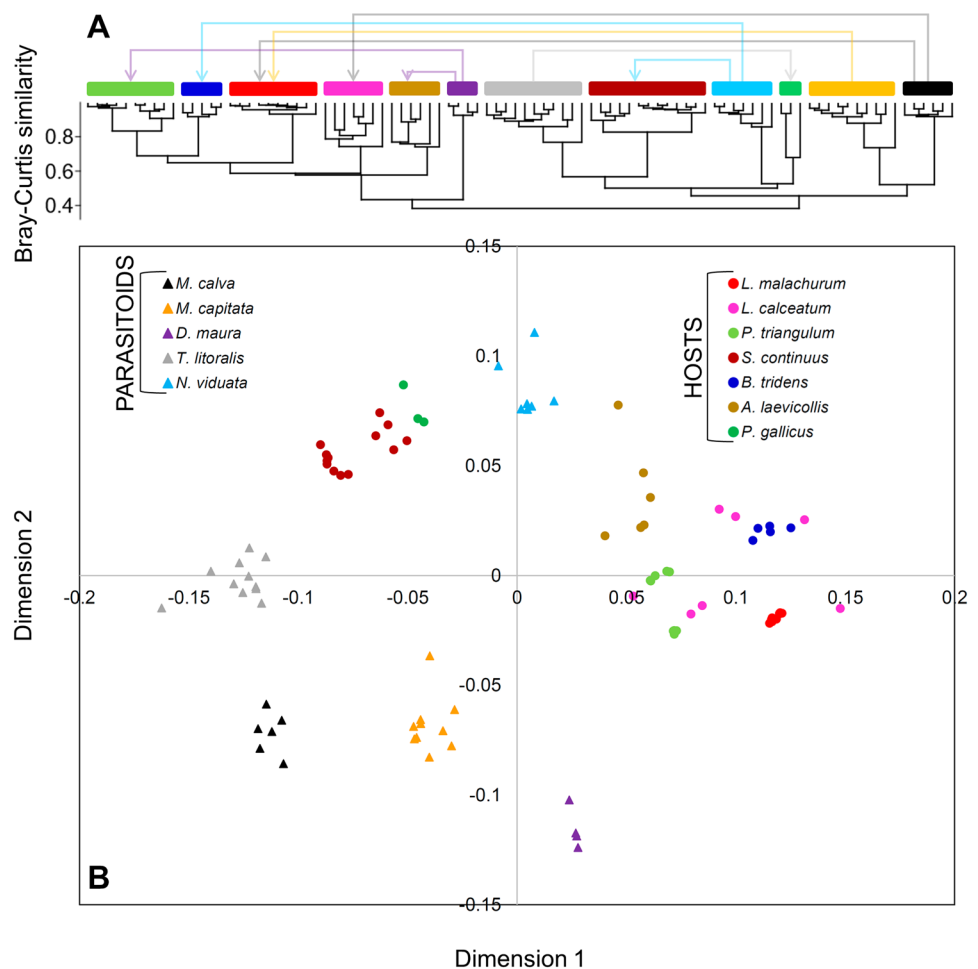 A
Bray-Curtis similarity
0.8
0.6
0.4
0.15
PARASITOIDS
M. calva
M. capitata
D. maura
T. litoralis
N. viduata
HOSTS
L. malachurum
L. calceatum
P. triangulum
S. continuus
B. tridens
A. laevicollis
P. gallicus
0.1
0.05
Dimension 2
0
-0.2
-0.15
-0.1
-0.05
0
0.05
0.1
0.15
0.2
-0.05
-0.1
-0.15
B
Dimension 1